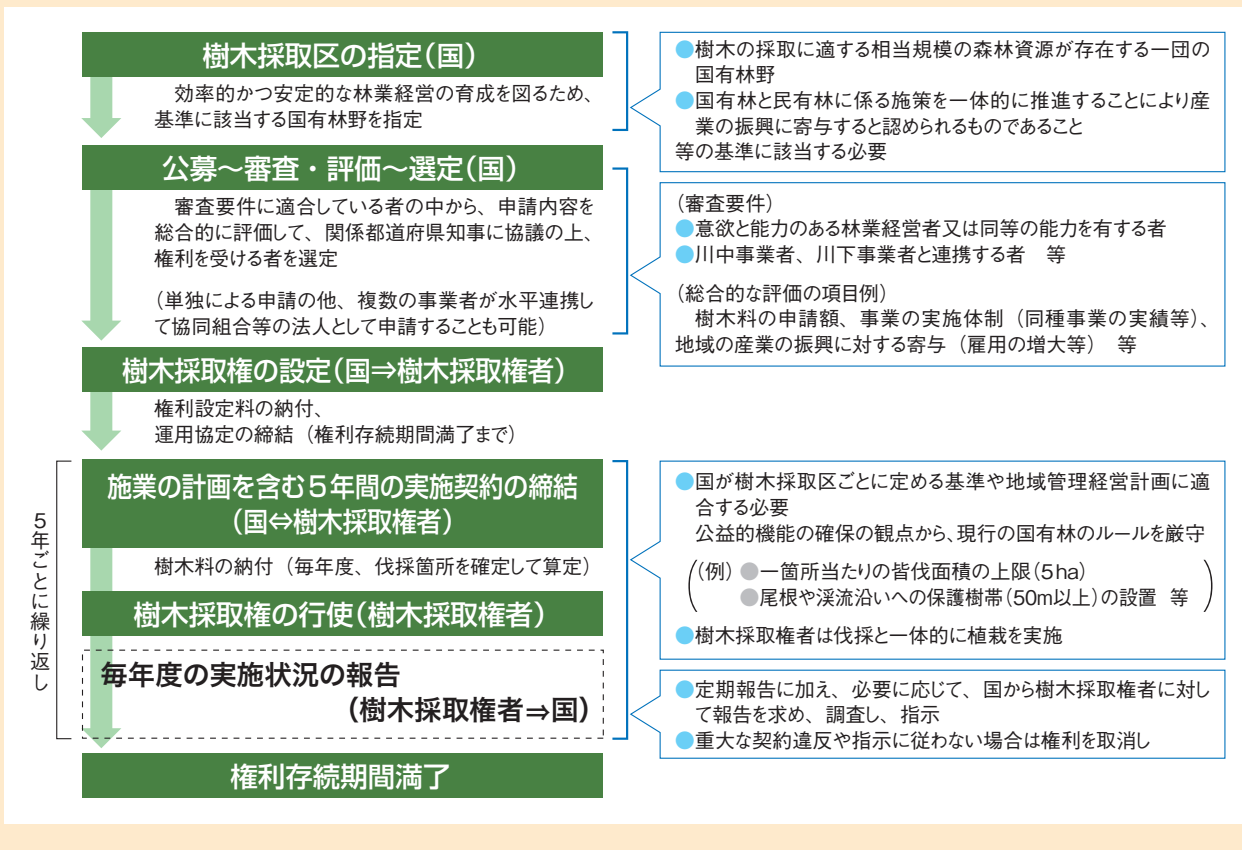 樹木採取区の指定(国)
効率的かつ安定的な林業経営の育成を図るため、
基準に該当する国有林野を指定
●樹木の採取に適する相当規模の森林資源が存在する一団の
国有林野
●国有林と民有林に係る施策を一体的に推進することにより産
業の振興に寄与すると認められるものであること
等の基準に該当する必要
公募～審査・評価～選定(国)
審査要件に適合している者の中から、申請内容を
総合的に評価して、関係都道府県知事に協議の上、
権利を受ける者を選定
(単独による申請の他、複数の事業者が水平連携し
て協同組合等の法人として申請することも可能)
(審査要件)
●意欲と能力のある林業経営者又は同等の能力を有する者
●川中事業者、川下事業者と連携する者 等
(総合的な評価の項目例)
樹木料の申請額、事業の実施体制(同種事業の実績等)、
地域の産業の振興に対する寄与(雇用の増大等) 等
樹木採取権の設定(国⇒樹木採取権者)
権利設定料の納付、
運用協定の締結(権利存続期間満了まで)
5年ごとに繰り返し
施業の計画を含む5年間の実施契約の締結
(国⇔樹木採取権者)
樹木料の納付(毎年度、伐採箇所を確定して算定)
樹木採取権の行使(樹木採取権者)
●国が樹木採取区ごとに定める基準や地域管理経営計画に適
合する必要
公益的機能の確保の観点から、現行の国有林のルールを厳守
(例) ●一箇所当たりの皆伐面積の上限(5ha)
●尾根や渓流沿いへの保護樹帯(50m以上)の設置 等
●樹木採取権者は伐採と一体的に植栽を実施
毎年度の実施状況の報告
(樹木採取権者⇒国)
●定期報告に加え、必要に応じて、国から樹木採取権者に対し
て報告を求め、調査し、指示
●重大な契約違反や指示に従わない場合は権利を取消し
権利存続期間満了